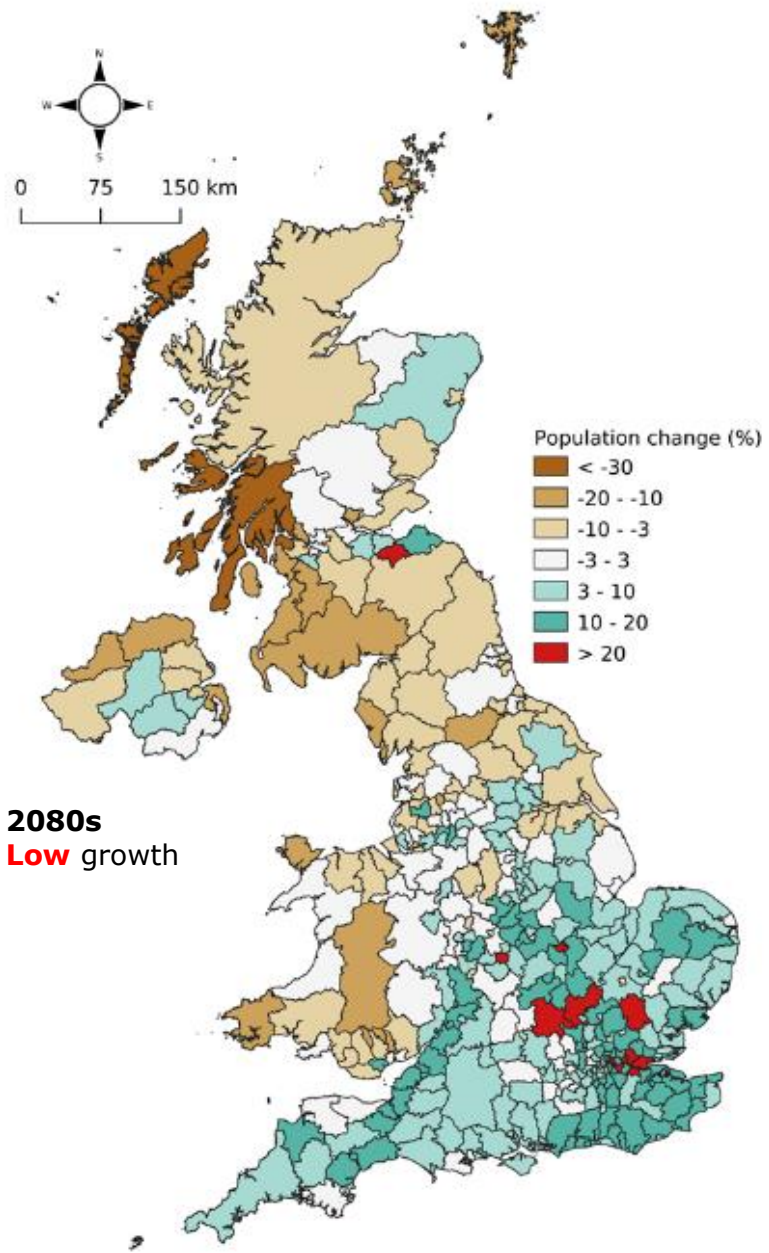 N
W E
S
0 75 150 km
Population change (%)
< -30
-20 - -10
-10 - -3
-3 - 3
3 - 10
10 - 20
> 20
2080s
Low growth